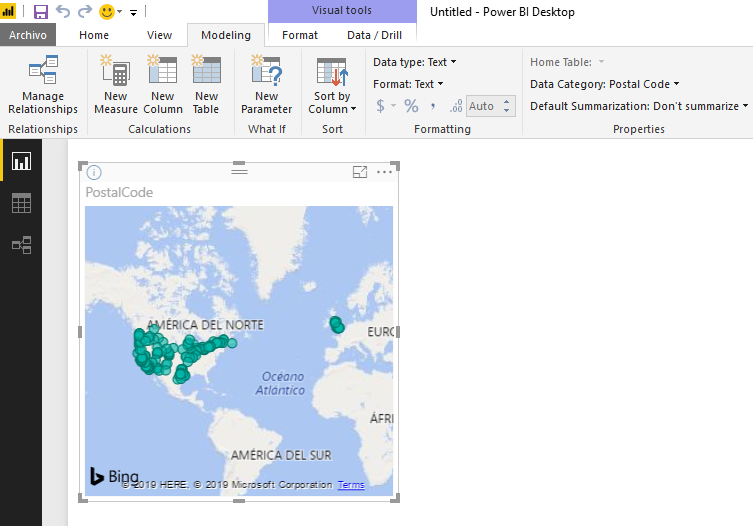 Visual tools
Untitled - Power BI Desktop
Archivo
Home
View
Modeling
Format
Data / Drill
Manage
Relationships
New
Measure
New
Column
New
Table
New
Parameter
Sort by
Column
Data type: Text
Format: Text
$ % , .00 Auto
Home Table:
Data Category: Postal Code
Default Summarization: Don't summarize
Relationships
Calculations
What If
Sort
Formatting
Properties
PostalCode
AMÉRICA DEL NORTE
EURO
Océano
Atlántico
ÁFRI
AMÉRICA DEL SUR
Bing
© 2019 HERE. © 2019 Microsoft Corporation Terms